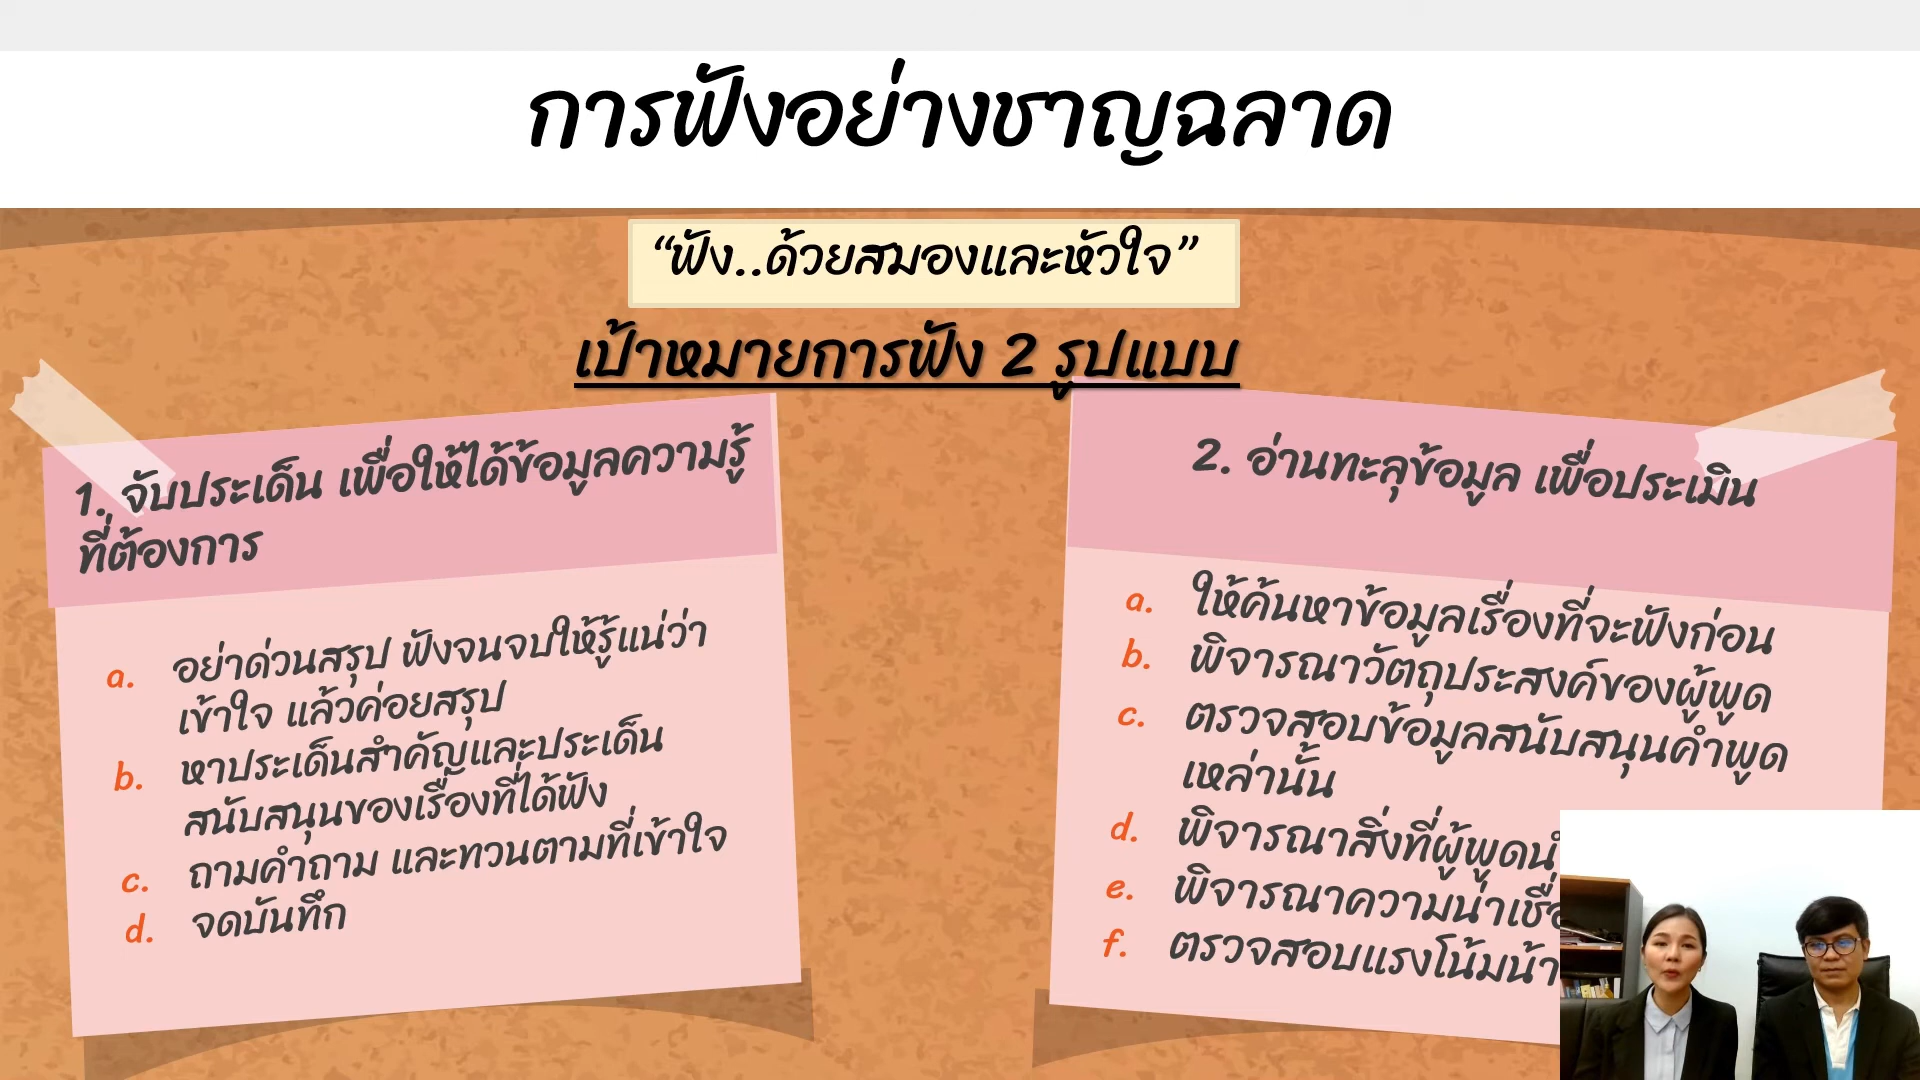 การฟังอย่างชาญฉลาด
“ฟัง..ด้วยสมองและหัวใจ”
เป้าหมายการฟัง 2 รูปแบบ
1. จับประเด็น เพื่อให้ได้ข้อมูลความรู้
ที่ต้องการ
a. อย่าด่วนสรุป ฟังจนจบให้รู้แน่ว่า
เข้าใจ แล้วค่อยสรุป
b. หาประเด็นสำคัญและประเด็น
สนับสนุนของเรื่องที่ได้ฟัง
c. ถามคำถาม และทวนตามที่เข้าใจ
d. จดบันทึก
2. อ่านทะลุข้อมูล เพื่อประเมิน
a. ให้ค้นหาข้อมูลเรื่องที่จะฟังก่อน
b. พิจารณาวัตถุประสงค์ของผู้พูด
c. ตรวจสอบข้อมูลสนับสนุนคำพูด
เหล่านั้น
d. พิจารณาสิ่งที่ผู้พูด
e. พิจารณาความน่า
f. ตรวจสอบแรงโน้มน้า